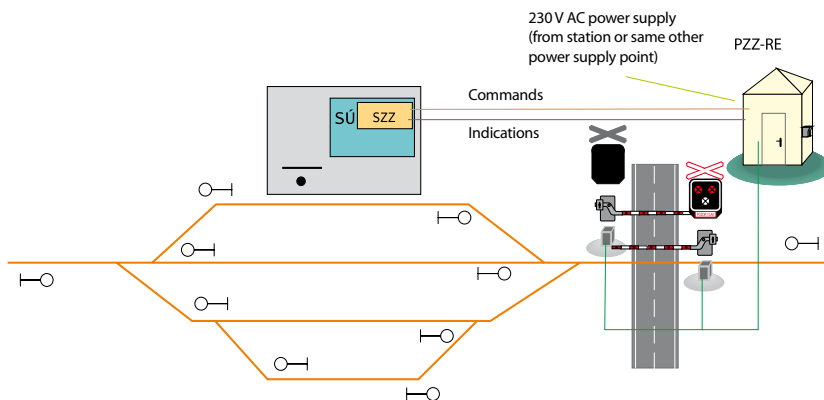 230 V AC power supply
(from station or same other
power supply point)
PZZ-RE
Commands
SÚ
SZZ
Indications